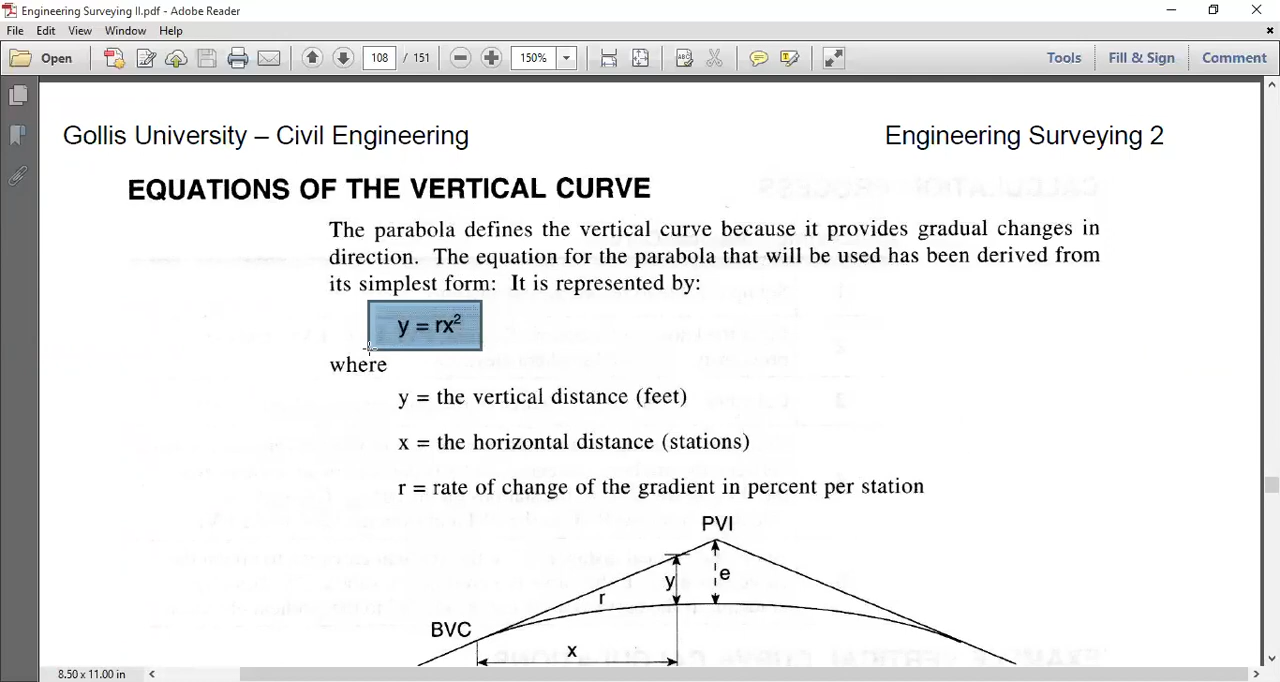 Engineering Surveying II.pdf - Adobe Reader
File Edit View Window Help
Open 108 / 151 150% Tools Fill & Sign Comment
Gollis University – Civil Engineering Engineering Surveying 2
EQUATIONS OF THE VERTICAL CURVE
The parabola defines the vertical curve because it provides gradual changes in
direction. The equation for the parabola that will be used has been derived from
its simplest form: It is represented by:
y = rx²
where
y = the vertical distance (feet)
x = the horizontal distance (stations)
r = rate of change of the gradient in percent per station
PVI
y e
r
BVC
x
8.50 x 11.00 in